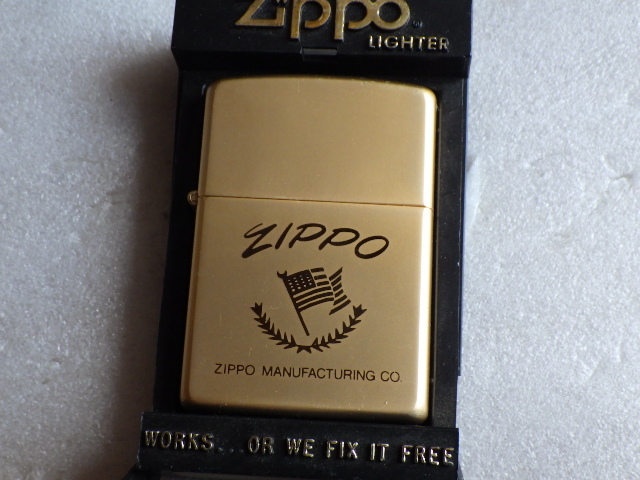 Zippo
LIGHTER
ZIPPO
ZIPPO MANUFACTURING CO.
WORKS... OR WE FIX IT FREE